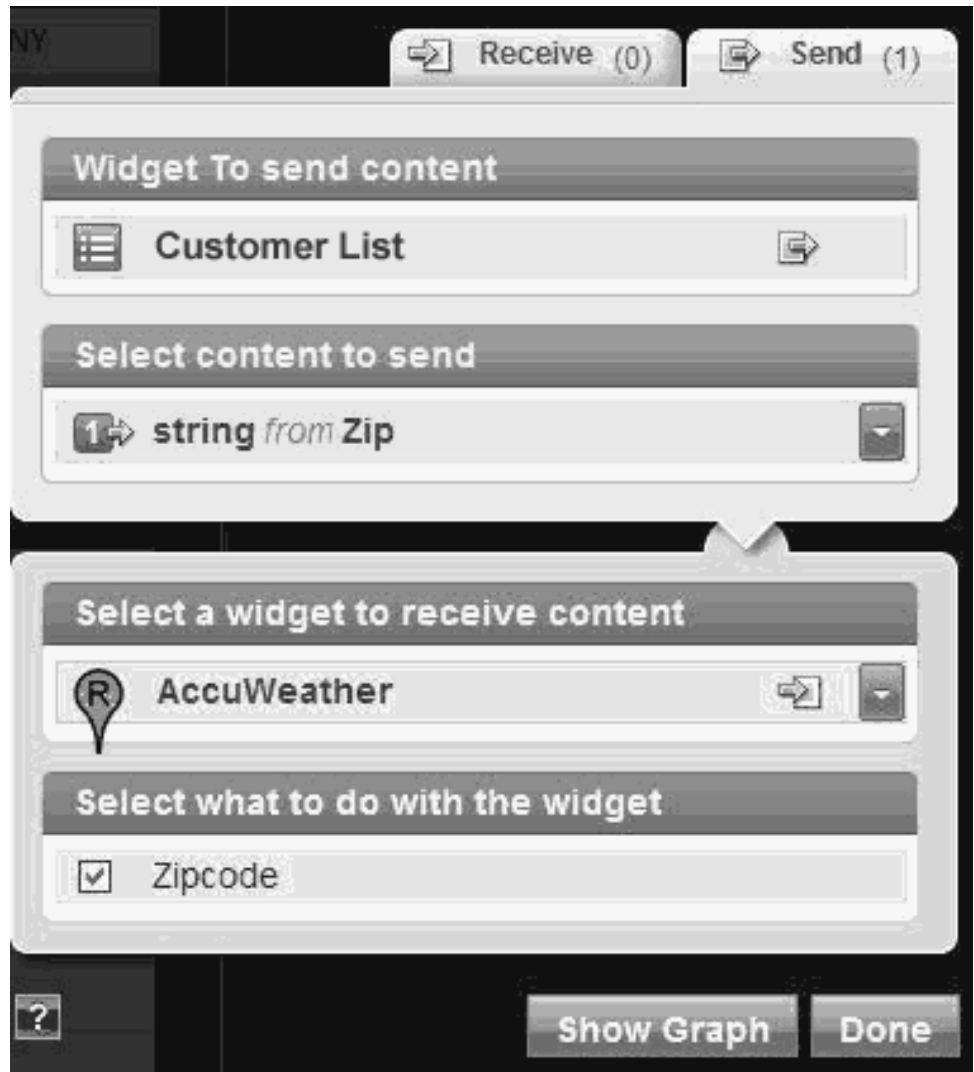 NY
Receive (0) Send (1)
Widget To send content
Customer List
Select content to send
1 string from Zip
Select a widget to receive content
R AccuWeather
Select what to do with the widget
Zipcode
? Show Graph Done